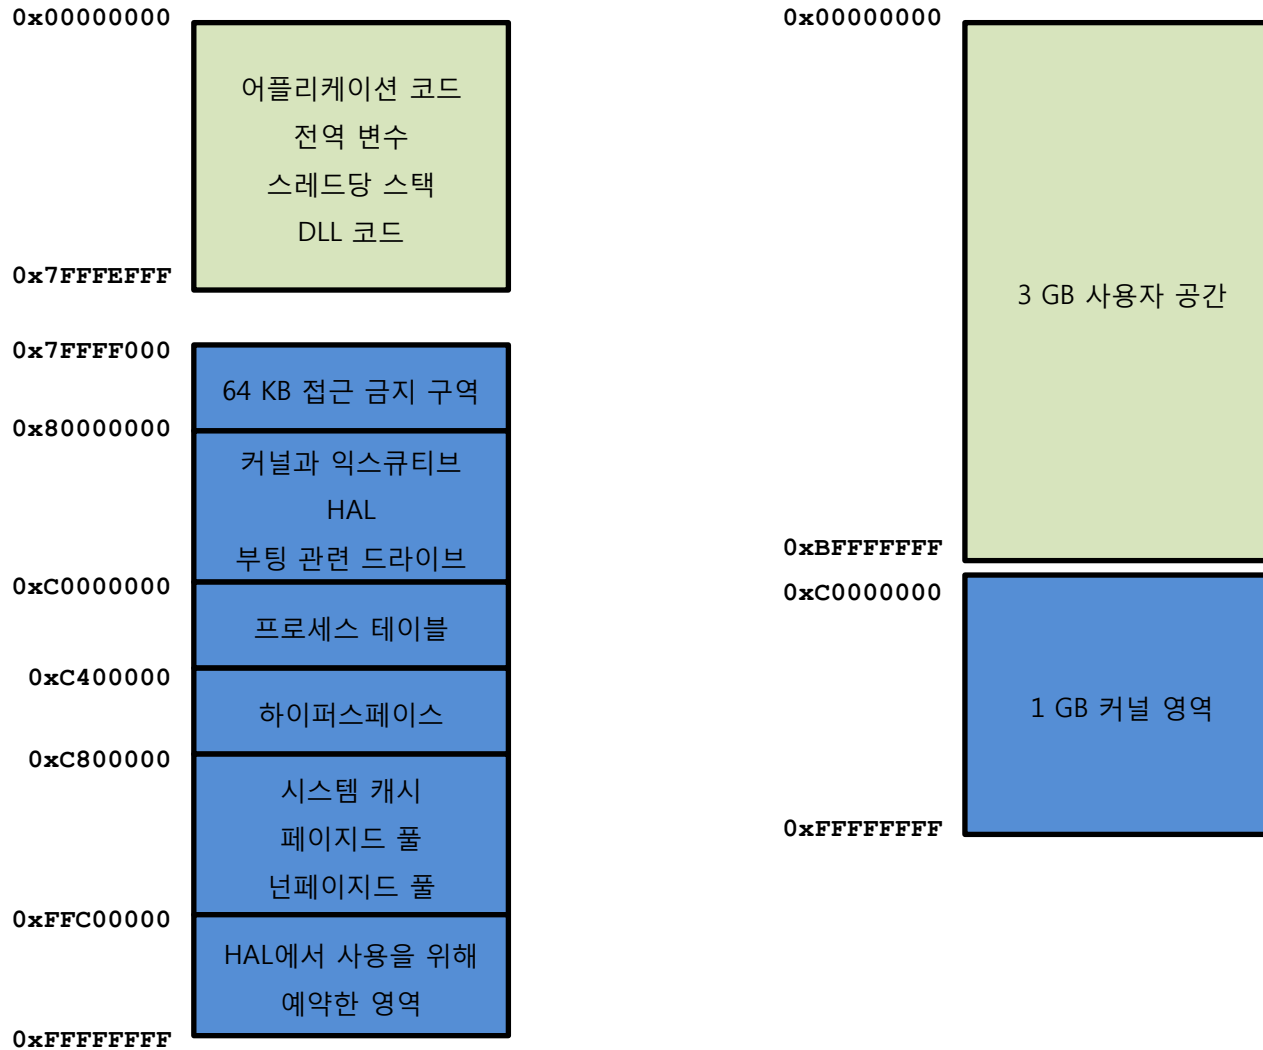 0x00000000
어플리케이션 코드
전역 변수
스레드당 스택
DLL 코드
0x7FFFEFFF
0x7FFFF000
64 KB 접근 금지 구역
0x80000000
커널과 익스큐티브
HAL
부팅 관련 드라이브
0xC0000000
프로세스 테이블
0xC400000
하이퍼스페이스
0xC800000
시스템 캐시
페이지드 풀
넌페이지드 풀
0xFFC00000
HAL에서 사용을 위해
예약한 영역
0xFFFFFFFF
0x00000000
3 GB 사용자 공간
0xBFFFFFFF
0xC0000000
1 GB 커널 영역
0xFFFFFFFF